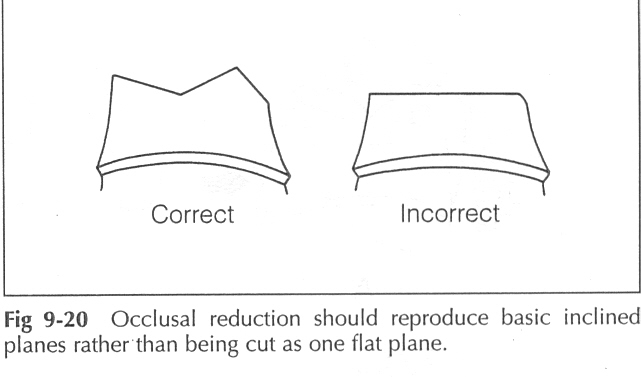 Correct
Incorrect
Fig 9-20 Occlusal reduction should reproduce basic inclined
planes rather than being cut as one flat plane.